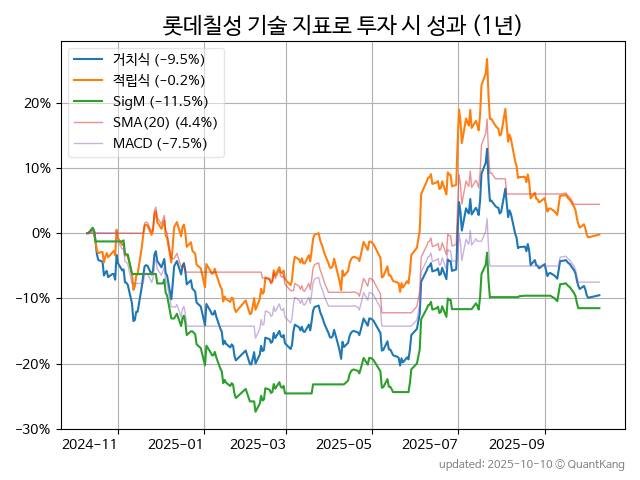 롯데칠성 기술 지표로 투자 시 성과 (1년)
거치식 (−9.5%)
적립식 (−0.2%)
SigM (−11.5%)
SMA(20) (4.4%)
MACD (−7.5%)
20%
10%
0%
−10%
−20%
−30%
2024−11 2025−01 2025−03 2025−05 2025−07 2025−09
updated: 2025-10-10 © QuantKang